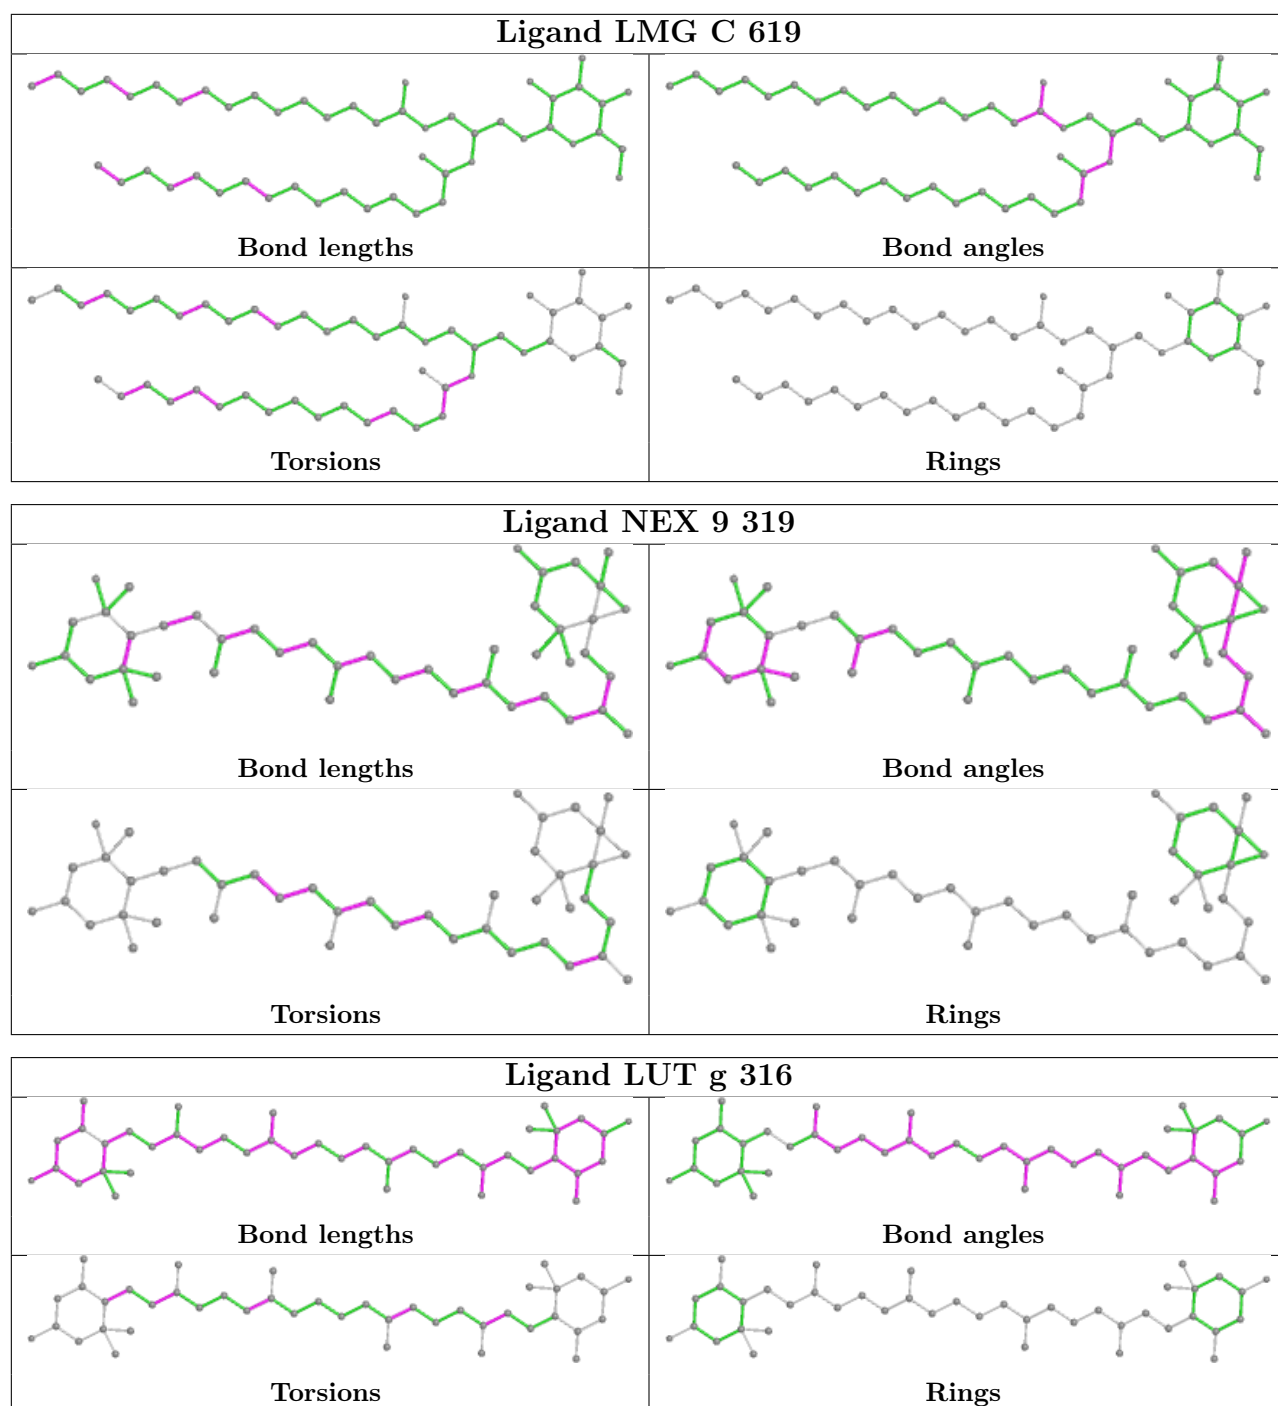 Ligand LMG C 619
Bond lengths
Bond angles
Torsions
Rings
Ligand NEX 9 319
Bond lengths
Bond angles
Torsions
Rings
Ligand LUT g 316
Bond lengths
Bond angles
Torsions
Rings